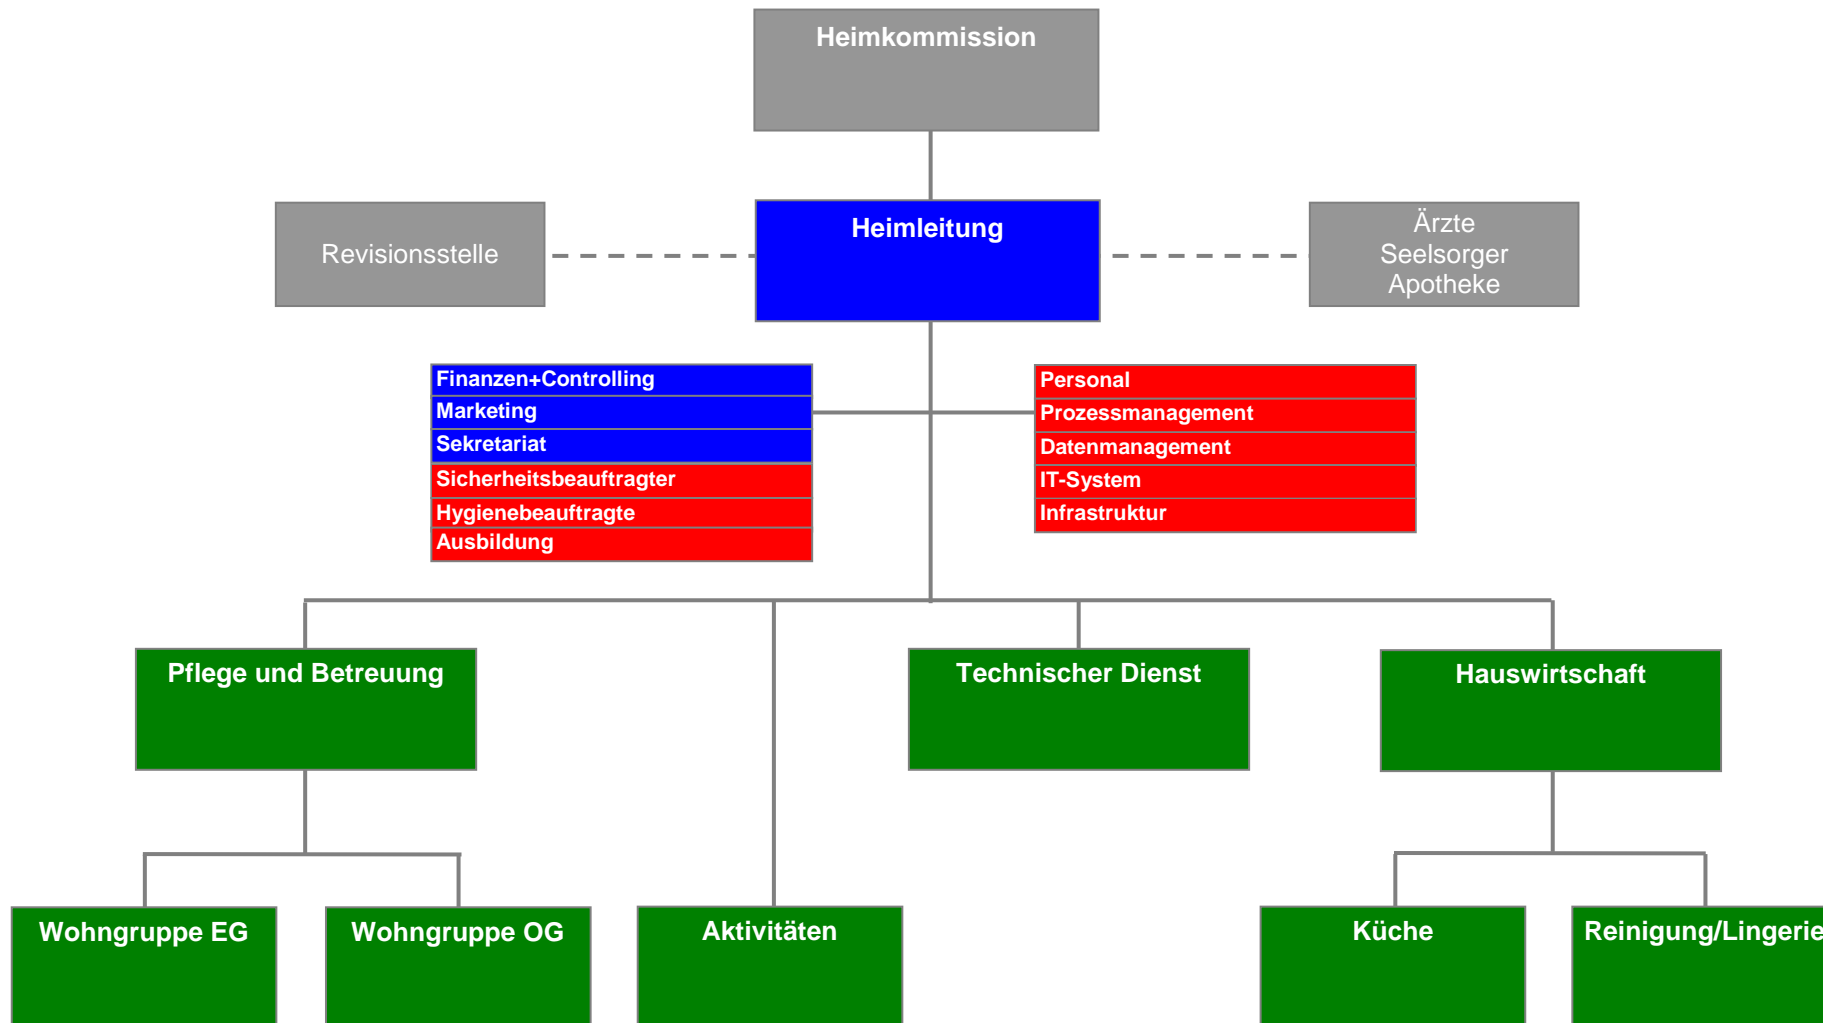 Heimkommission
Revisionsstelle
Heimleitung
Ärzte
Seelsorger
Apotheke
Finanzen+Controlling
Marketing
Sekretariat
Sicherheitsbeauftragter
Hygienebeauftragte
Ausbildung
Personal
Prozessmanagement
Datenmanagement
IT-System
Infrastruktur
Pflege und Betreuung
Technischer Dienst
Hauswirtschaft
Wohngruppe EG
Wohngruppe OG
Aktivitäten
Küche
Reinigung/Lingerie